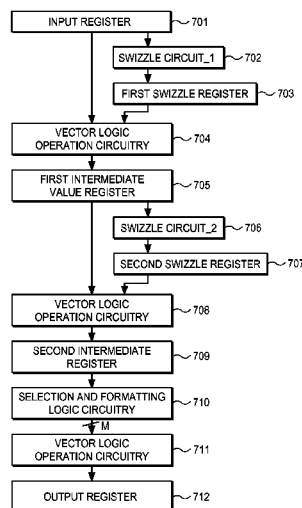 INPUT REGISTER
701
SWIZZLE CIRCUIT_1
702
FIRST SWIZZLE REGISTER
703
VECTOR LOGIC
OPERATION CIRCUITRY
704
FIRST INTERMEDIATE
VALUE REGISTER
705
SWIZZLE CIRCUIT_2
706
SECOND SWIZZLE REGISTER
707
VECTOR LOGIC
OPERATION CIRCUITRY
708
SECOND INTERMEDIATE
REGISTER
709
SELECTION AND FORMATTING
LOGIC CIRCUITRY
710
M
VECTOR LOGIC
OPERATION CIRCUITRY
711
OUTPUT REGISTER
712